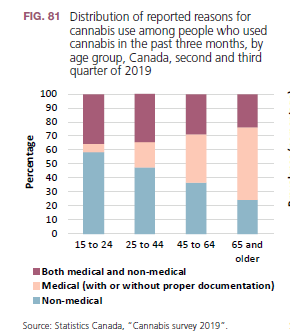 FIG. 81 Distribution of reported reasons for
cannabis use among people who used
cannabis in the past three months, by
age group, Canada, second and third
quarter of 2019
100
90
80
70
60
50
40
30
20
10
0
Percentage
15 to 24 25 to 44 45 to 64 65 and
older
Both medical and non-medical
Medical (with or without proper documentation)
Non-medical
Source: Statistics Canada, "Cannabis survey 2019".